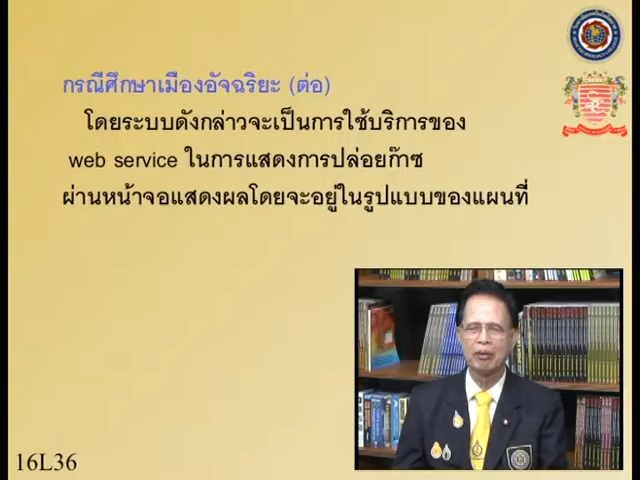 กรณีศึกษาเมืองอัจฉริยะ (ต่อ)
โดยระบบดังกล่าวจะเป็นการใช้บริการของ
web service ในการแสดงการปล่อยก๊าซ
ผ่านหน้าจอแสดงผลโดยจะอยู่ในรูปแบบของแผนที่
16L36